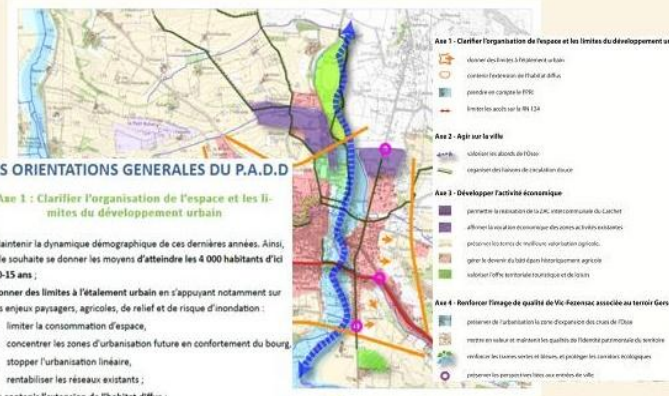 S ORIENTATIONS GENERALES DU P.A.D.D
Axe 1 : Clarifier l'organisation de l'espace et les li-
mites du développement urbain
aintenir la dynamique démographique de ces dernières années. Ainsi,
le souhaite se donner les moyens d'atteindre les 4 000 habitants d'ici
0-15 ans ;
onner des limites à l'étalement urbain en s'appuyant notamment sur
s enjeux paysagers, agricoles, de relief et de risque d'inondation :
limiter la consommation d'espace,
concentrer les zones d'urbanisation future en confortement du bourg,
stopper l'urbanisation linéaire,
rentabiliser les réseaux existants ;
contenir l'extension de l'habitat diffus ;
Axe 1 - Clarifier l'organisation de l'espace et les limites du développement ur
donner des limites à l'étalement urbain
contenir l'extension de l'habitat diffus
prendre en compte le PPRI
limiter les accès sur la RN 124
Axe 2 - Agir sur la ville
valoriser les abords de l'Osse
organiser des liaisons de circulation douce
Axe 3 - Développer l'activité économique
permettre la réalisation de la ZAC intercommunale du Carchet
affirmer la vocation économique des zones activités existantes
préserver les terres de meilleure valorisation agricole.
gérer le devenir du bâti épars historiquement agricole
valoriser l'offre territoriale touristique et de loisirs
Axe 4 - Renforcer l'image de qualité de Vic-Fezensac associée au terroir Gers
préserver de l'urbanisation la zone d'expansion des crues de l'Osse
mettre en valeur et maintenir les qualités de l'identité patrimoniale du territoire
renforcer les trames vertes et bleues, et protéger les corridors écologiques
préserver les perspectives liées aux entrées de ville